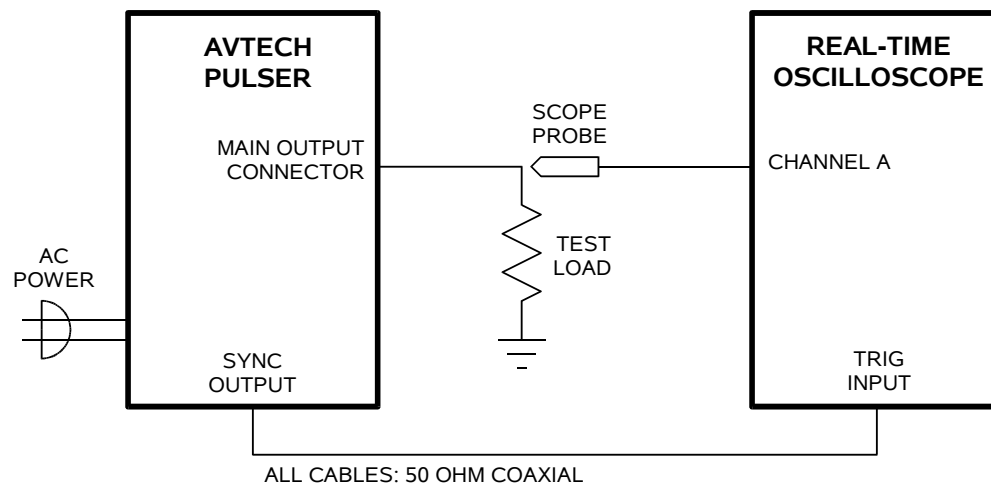 AVTECH
PULSER
MAIN OUTPUT
CONNECTOR
AC
POWER
SYNC
OUTPUT
SCOPE
PROBE
TEST
LOAD
REAL-TIME
OSCILLOSCOPE
CHANNEL A
TRIG
INPUT
ALL CABLES: 50 OHM COAXIAL